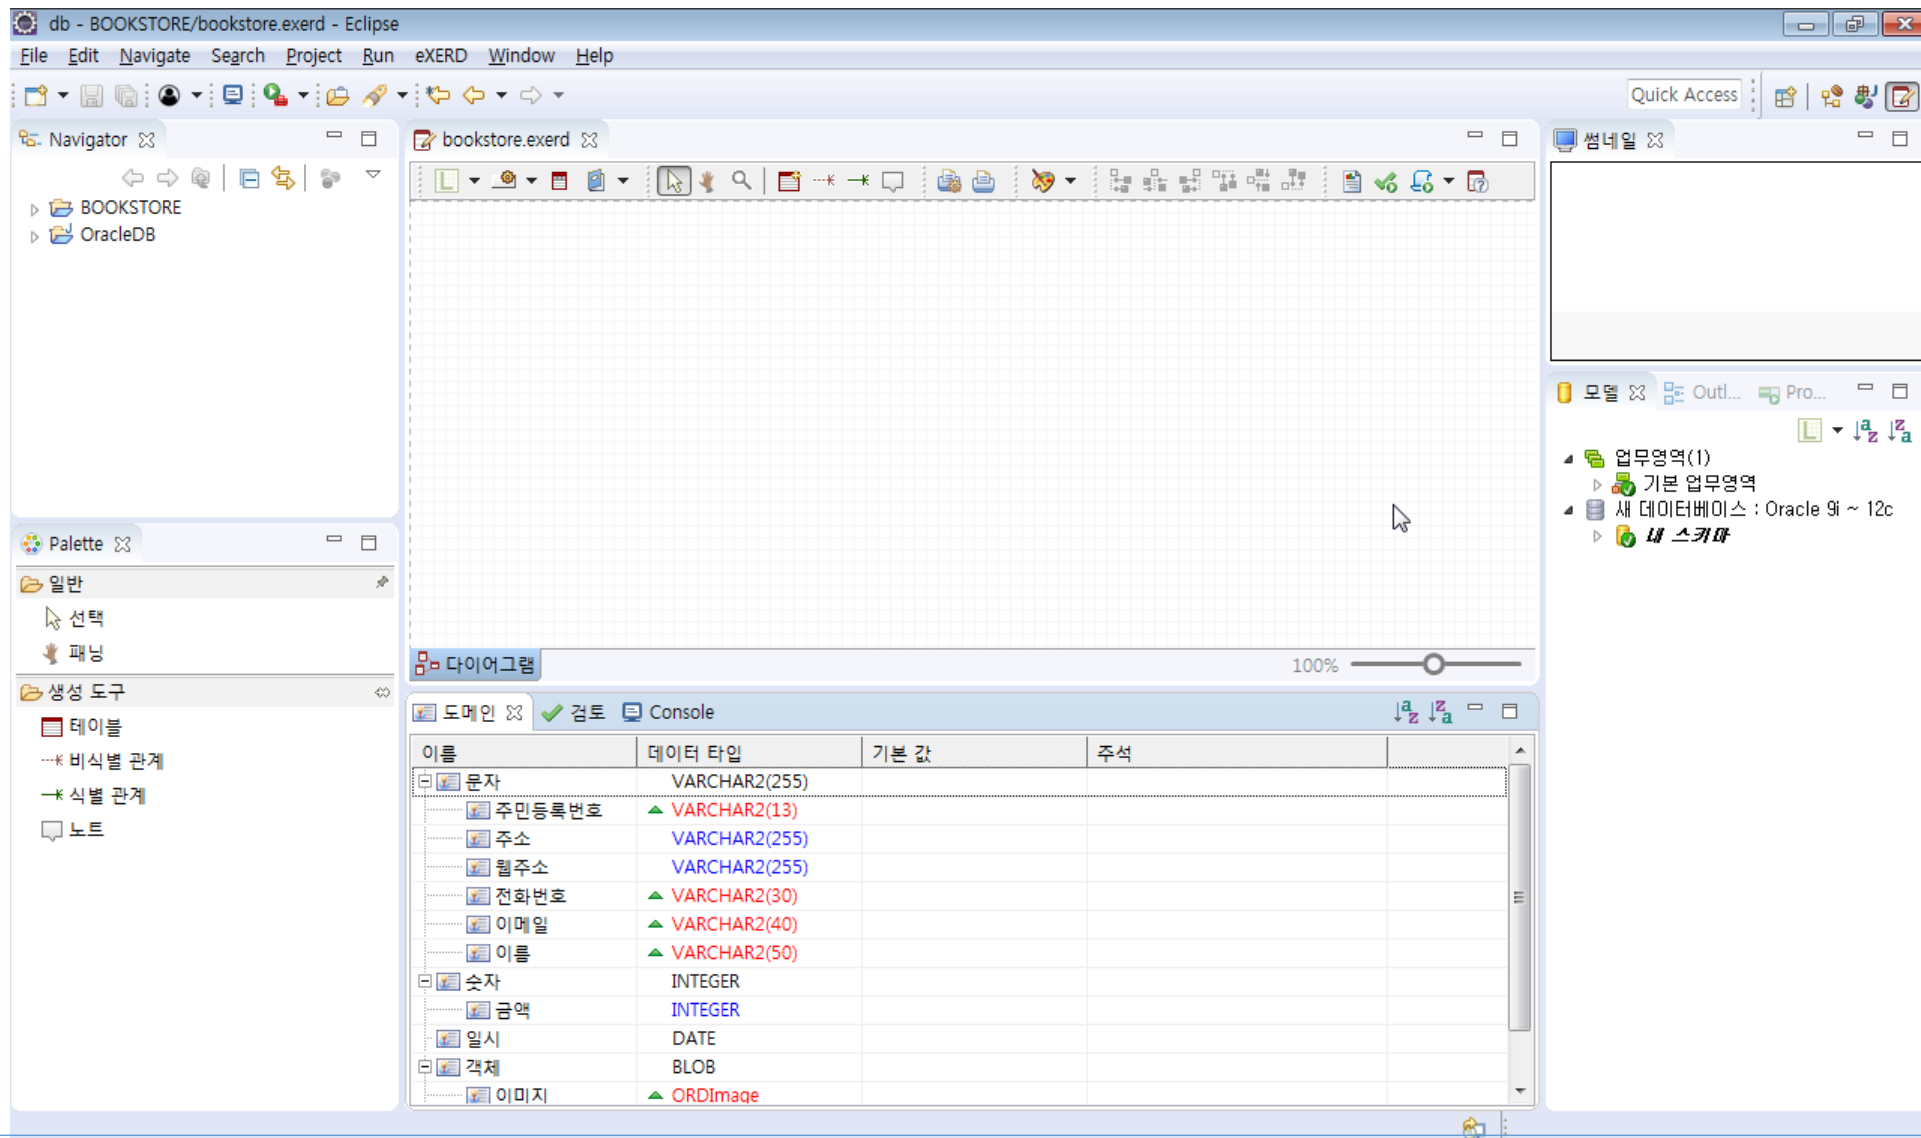 db - BOOKSTORE/bookstore.exerd - Eclipse
File Edit Navigate Search Project Run eXERD Window Help
Quick Access
Navigator
BOOKSTORE
OracleDB
Palette
일반
선택
패닝
생성 도구
테이블
비식별 관계
식별 관계
노트
bookstore.exerd
다이어그램
100%
도메인 검토 Console
이름 데이터 타입 기본 값 주석
문자 VARCHAR2(255)
주민등록번호 VARCHAR2(13)
주소 VARCHAR2(255)
웹주소 VARCHAR2(255)
전화번호 VARCHAR2(30)
이메일 VARCHAR2(40)
이름 VARCHAR2(50)
숫자 INTEGER
금액 INTEGER
일시 DATE
객체 BLOB
이미지 ORDImage
썸네일
모델 Outl... Pro...
업무영역(1)
기본 업무영역
새 데이터베이스 : Oracle 9i ~ 12c
내 스키마